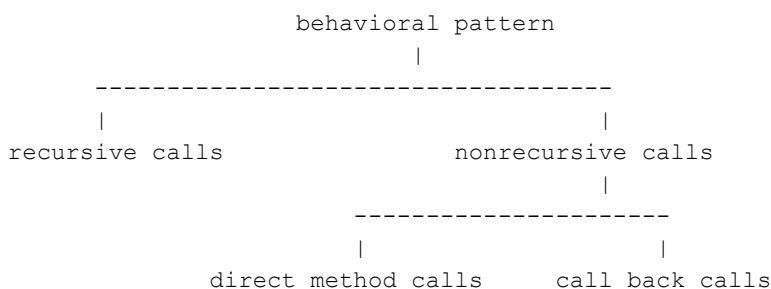 behavioral pattern
|
------------------------------------
| |
recursive calls nonrecursive calls
|
----------------------
| |
direct method calls call back calls